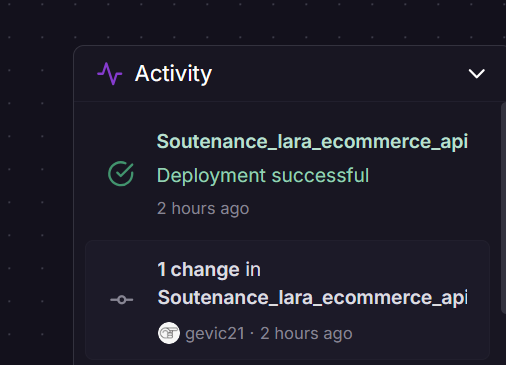 Activity
Soutenance_lara_ecommerce_api
Deployment successful
2 hours ago
1 change in
Soutenance_lara_ecommerce_api
gevic21 · 2 hours ago